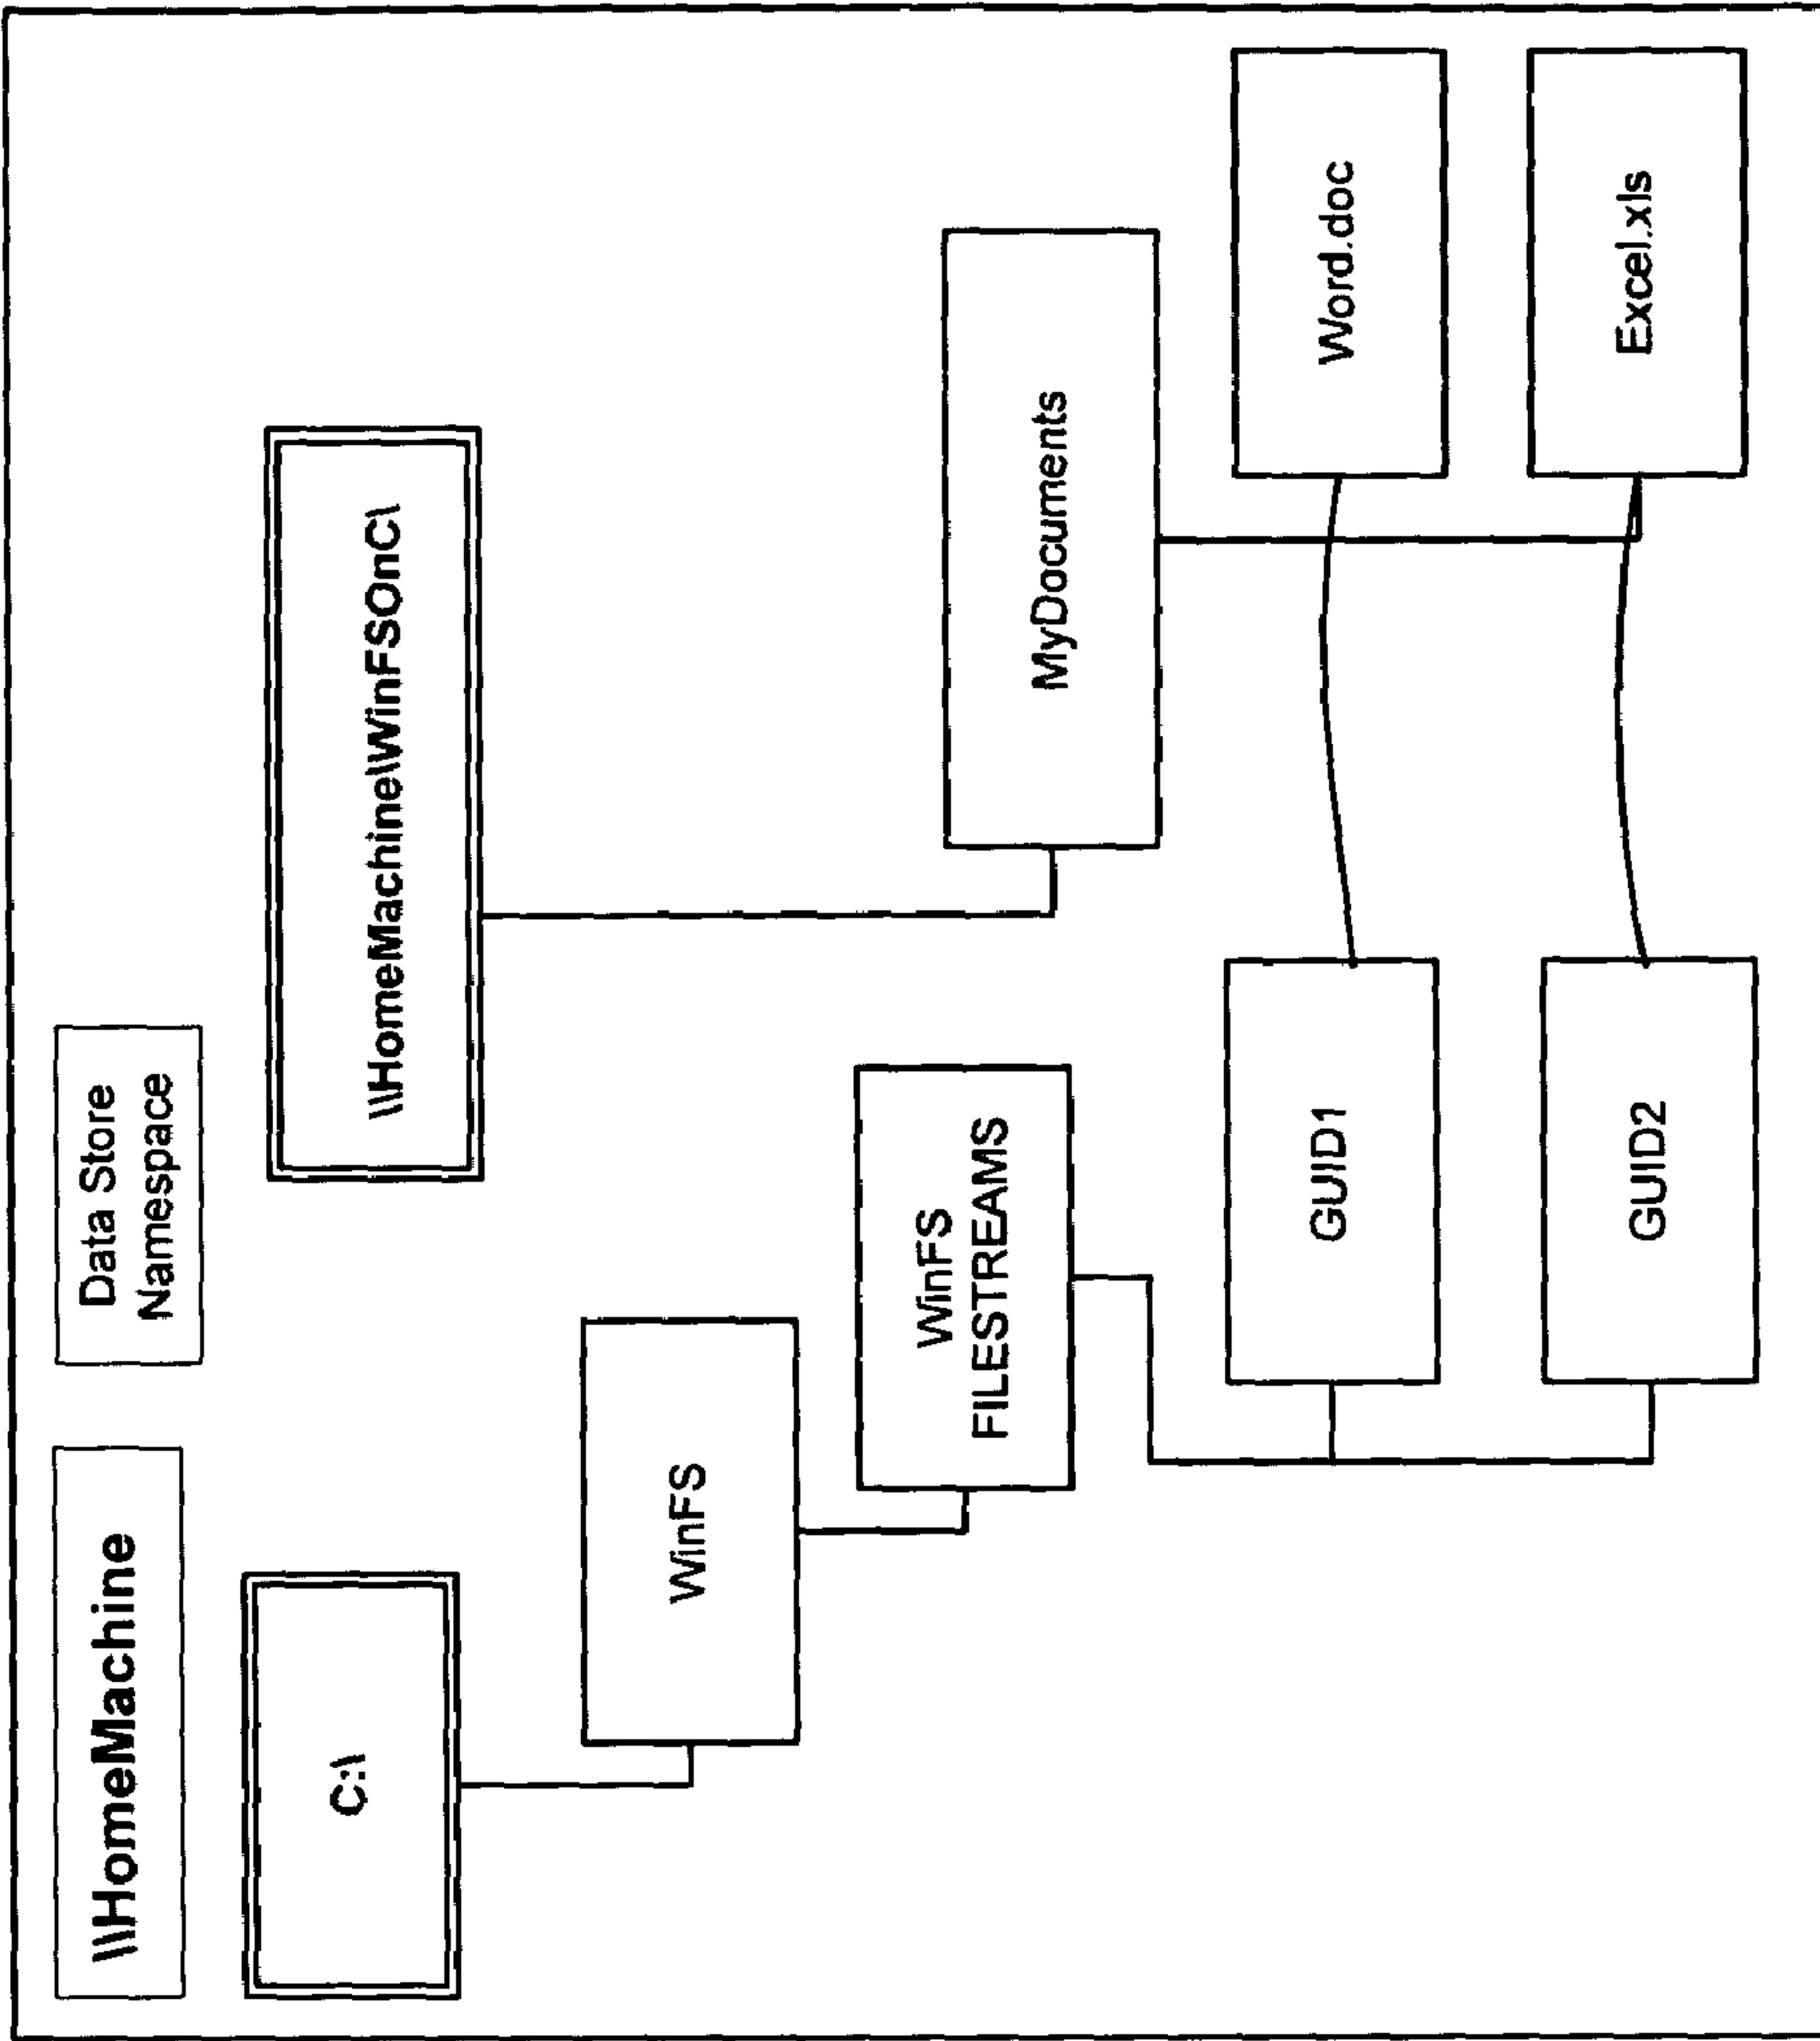 \\HomeMachine
Data Store
Namespace
C:\
\\HomeMachine\WinFSOnC\
WinFS
WinFS
FILESTREAMS
MyDocuments
GUID1
Word.doc
GUID2
Excel.xls